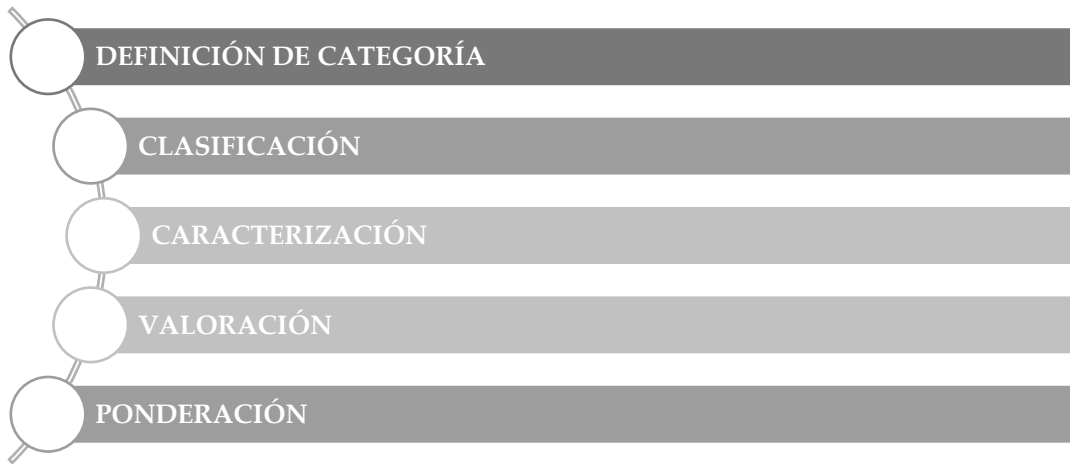 DEFINICIÓN DE CATEGORÍA
CLASIFICACIÓN
CARACTERIZACIÓN
VALORACIÓN
PONDERACIÓN